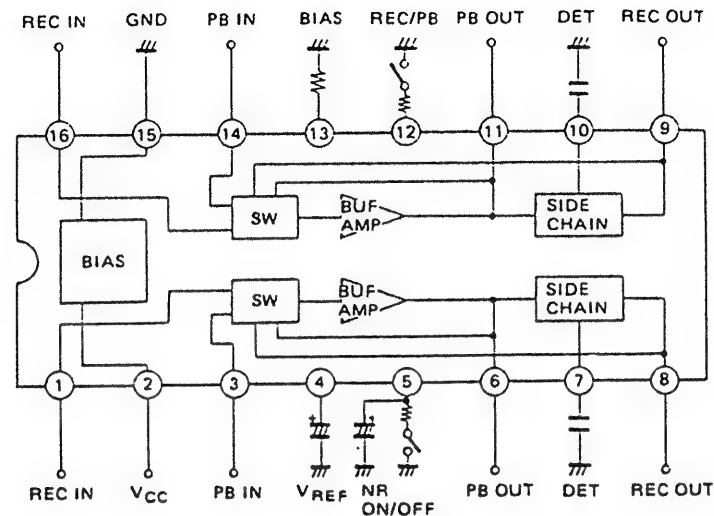 REC IN GND PB IN BIAS REC/PB PB OUT DET REC OUT
16 15 14 13 12 11 10 9
SW BUF AMP SIDE CHAIN
BIAS
SW BUF AMP SIDE CHAIN
1 2 3 4 5 6 7 8
+
REC IN VCC PB IN VREF NR ON/OFF PB OUT DET REC OUT